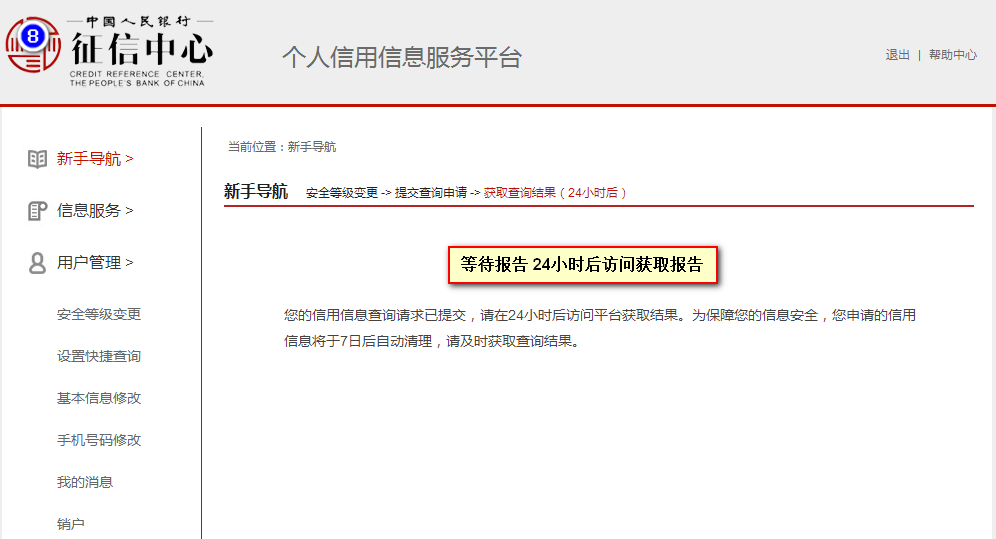 8
中国人民银行
征信中心
CREDIT REFERENCE CENTER,
THE PEOPLE'S BANK OF CHINA
个人信用信息服务平台
退出 | 帮助中心
新手导航 >
信息服务 >
用户管理 >
安全等级变更
设置快捷查询
基本信息修改
手机号码修改
我的消息
销户
当前位置：新手导航
新手导航 安全等级变更 -> 提交查询申请 -> 获取查询结果（24小时后）
等待报告 24小时后访问获取报告
您的信用信息查询请求已提交，请在24小时后访问平台获取结果。为保障您的信息安全，您申请的信用
信息将于7日后自动清理，请及时获取查询结果。